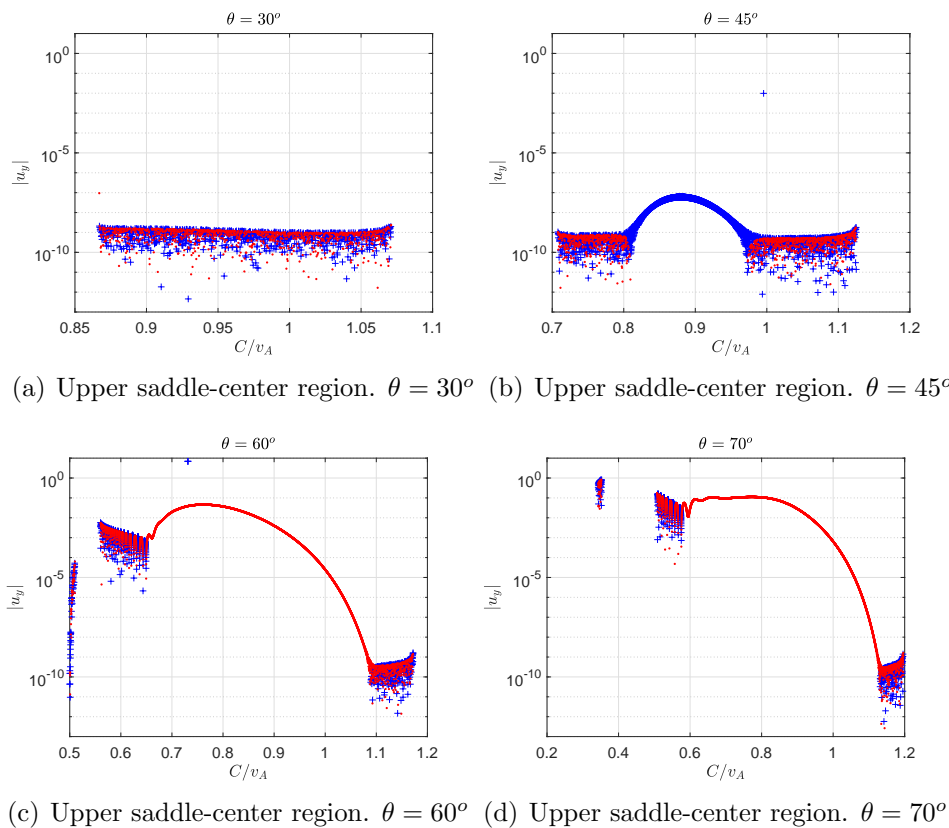 θ = 30°
|u_y|
10^0
10^-5
10^-10
0.85 0.9 0.95 1 1.05 1.1
C/v_A
(a) Upper saddle-center region. θ = 30^o
θ = 45°
|u_y|
10^0
10^-5
10^-10
0.7 0.8 0.9 1 1.1 1.2
C/v_A
(b) Upper saddle-center region. θ = 45^o
θ = 60°
|u_y|
10^0
10^-5
10^-10
0.5 0.6 0.7 0.8 0.9 1 1.1 1.2
C/v_A
(c) Upper saddle-center region. θ = 60^o
θ = 70°
|u_y|
10^0
10^-5
10^-10
0.2 0.4 0.6 0.8 1 1.2
C/v_A
(d) Upper saddle-center region. θ = 70^o